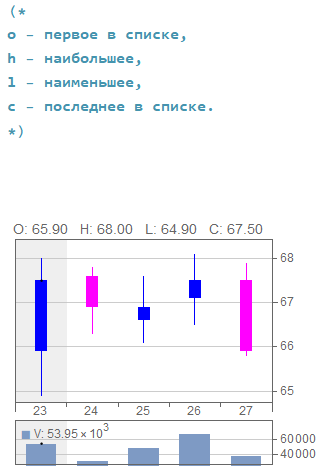 (*
o – первое в списке,
h – наибольшее,
l – наименьшее,
c – последнее в списке.
*)
O: 65.90 H: 68.00 L: 64.90 C: 67.50
68
67
66
65
23 24 25 26 27
V: 53.95 × 10³
60000
40000